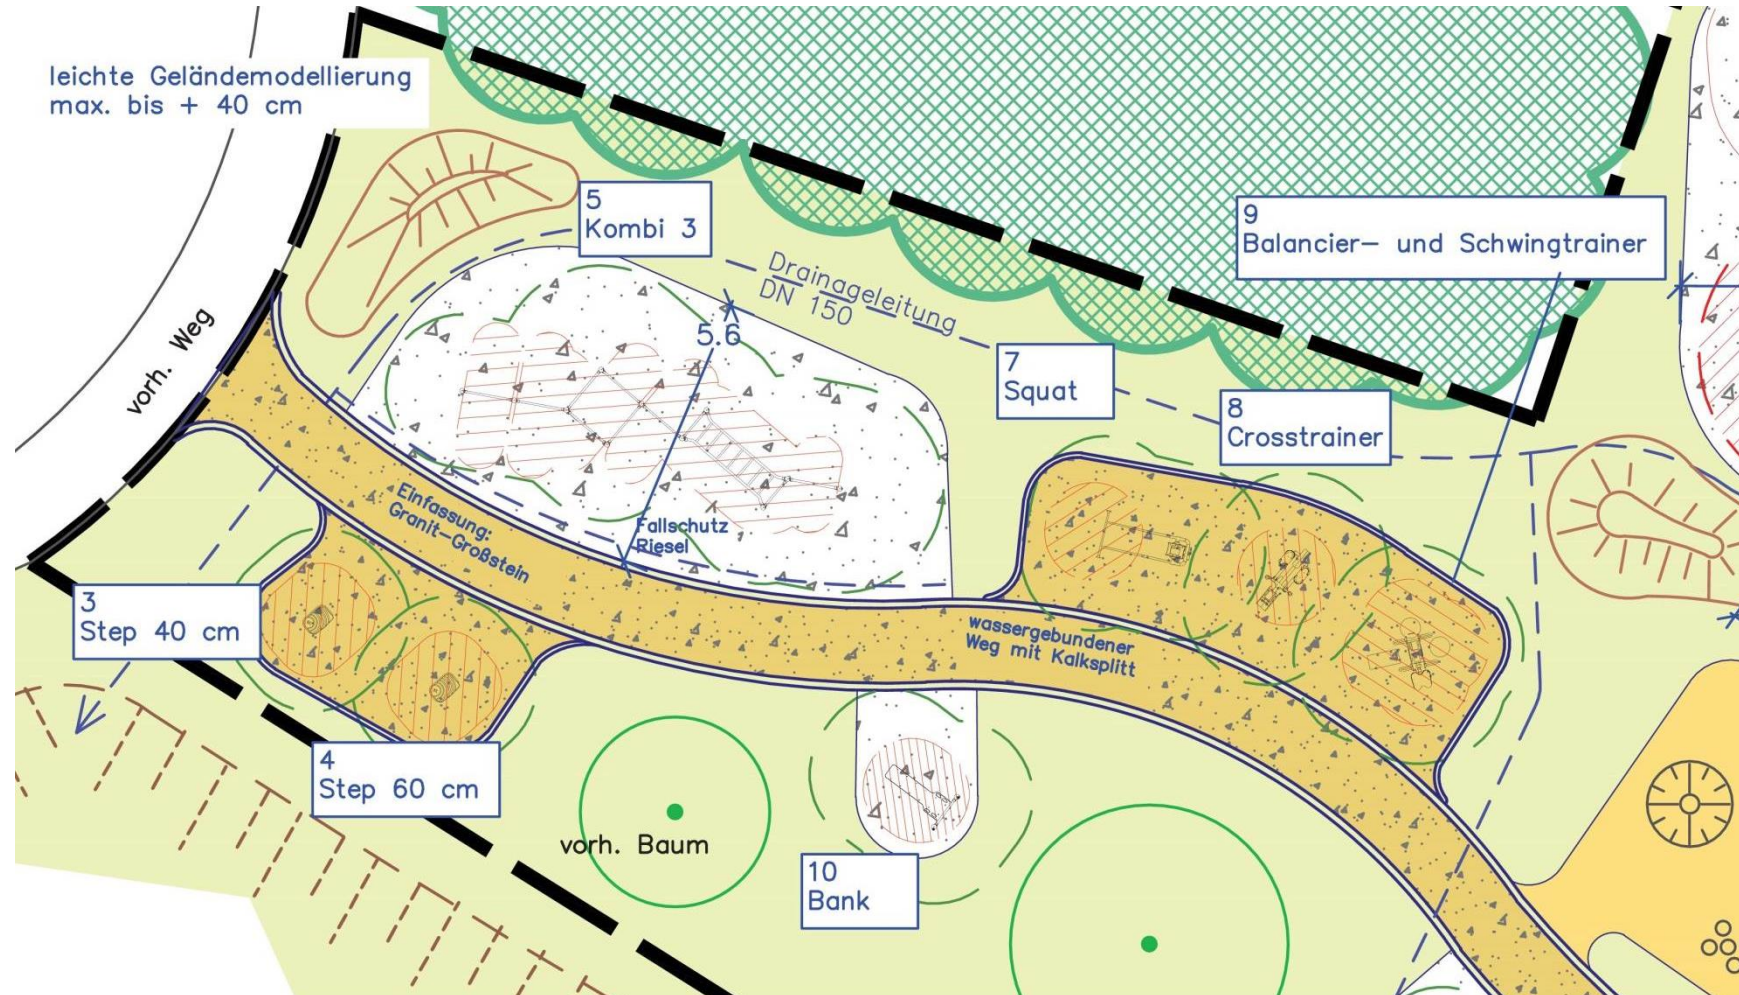 leichte Geländemodellierung
max. bis + 40 cm
5
Kombi 3
9
Balancier- und Schwingtrainer
Drainageleitung
DN 150
vorh. Weg
5.6
7
Squat
8
Crosstrainer
Einfassung:
Granit-Großstein
Fallschutz
Riesel
3
Step 40 cm
wassergebundener
Weg mit Kalksplitt
4
Step 60 cm
vorh. Baum
10
Bank